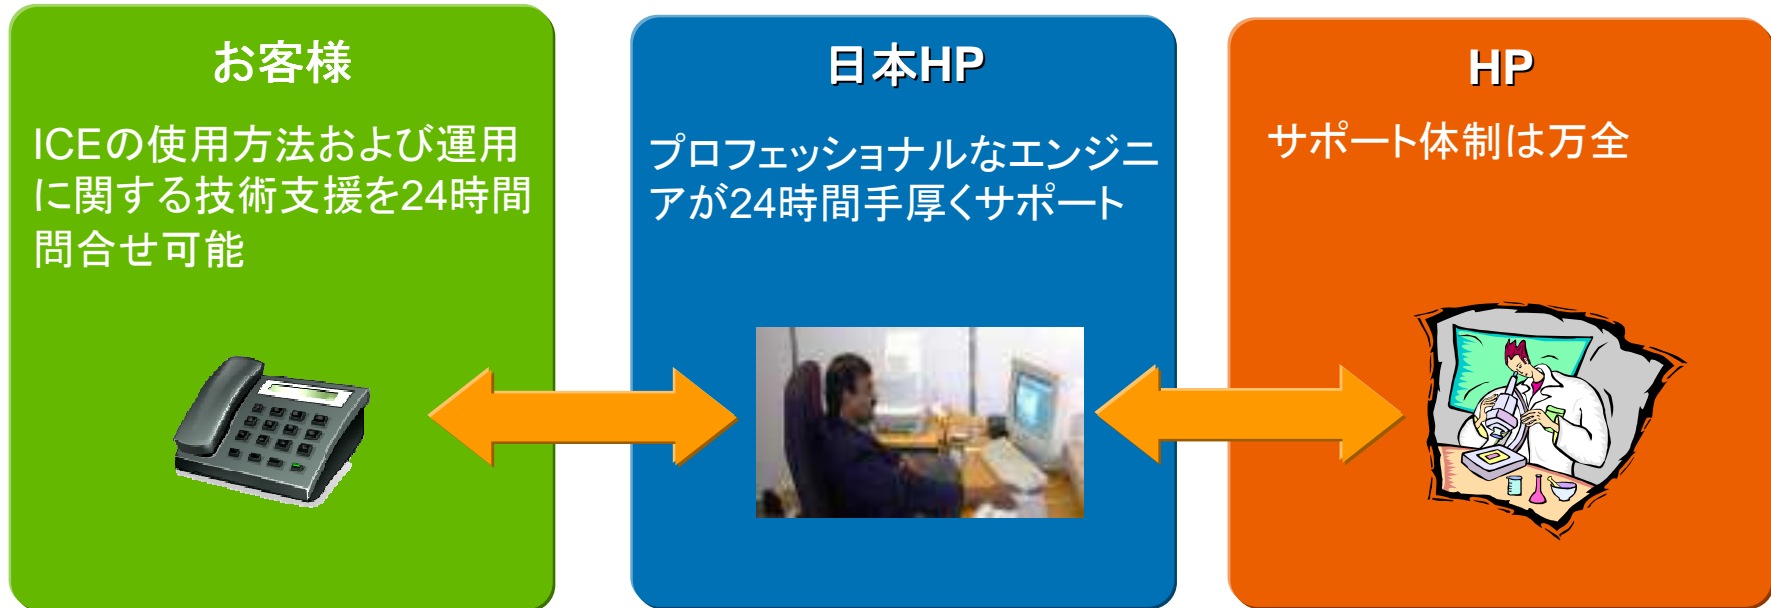 お客様
ICEの使用方法および運用
に関する技術支援を24時間
問合せ可能
日本HP
プロフェッショナルなエンジニ
アが24時間手厚くサポート
HP
サポート体制は万全